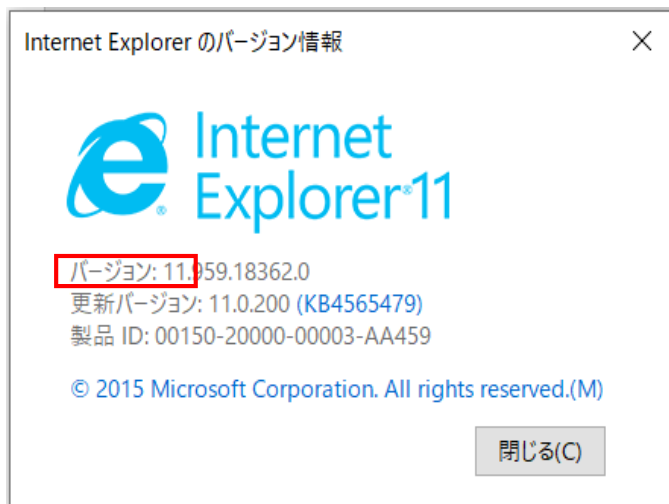 Internet Explorer のバージョン情報
Internet
Explorer®11
バージョン: 11.959.18362.0
更新バージョン: 11.0.200 (KB4565479)
製品 ID: 00150-20000-00003-AA459
© 2015 Microsoft Corporation. All rights reserved.(M)
閉じる(C)